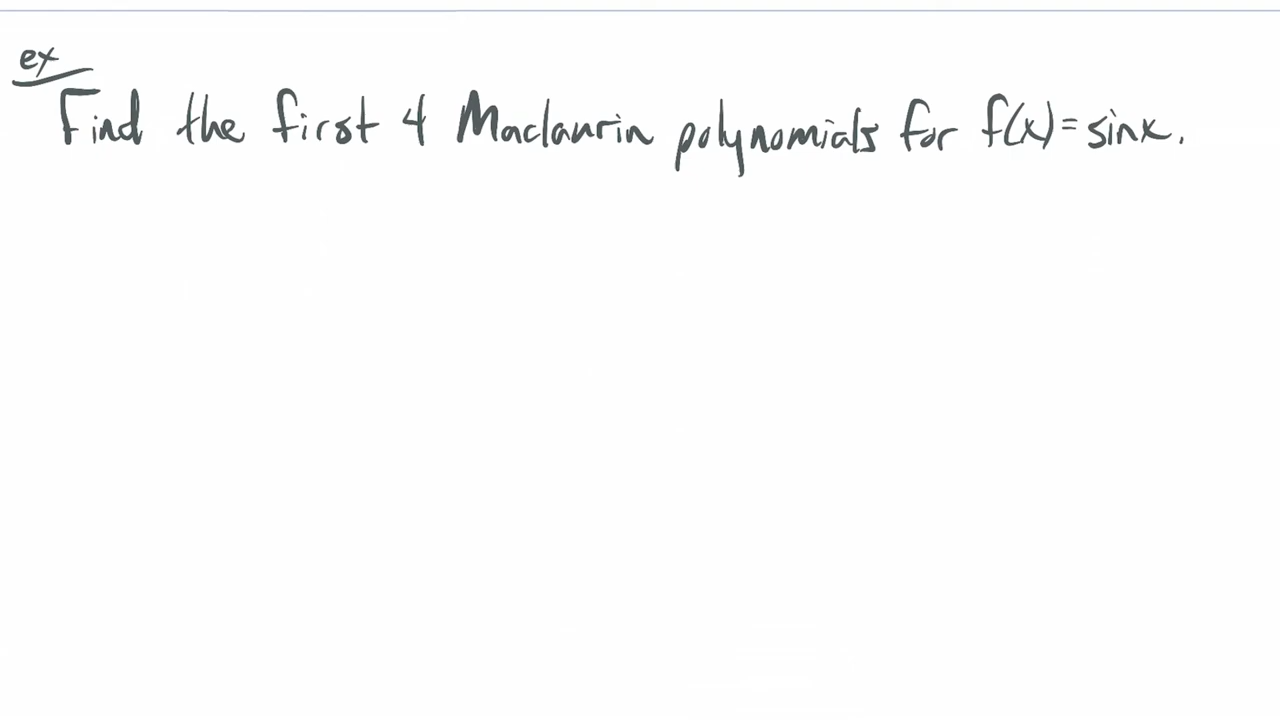 ex
Find the first 4 Maclaurin polynomials for f(x)=sinx.